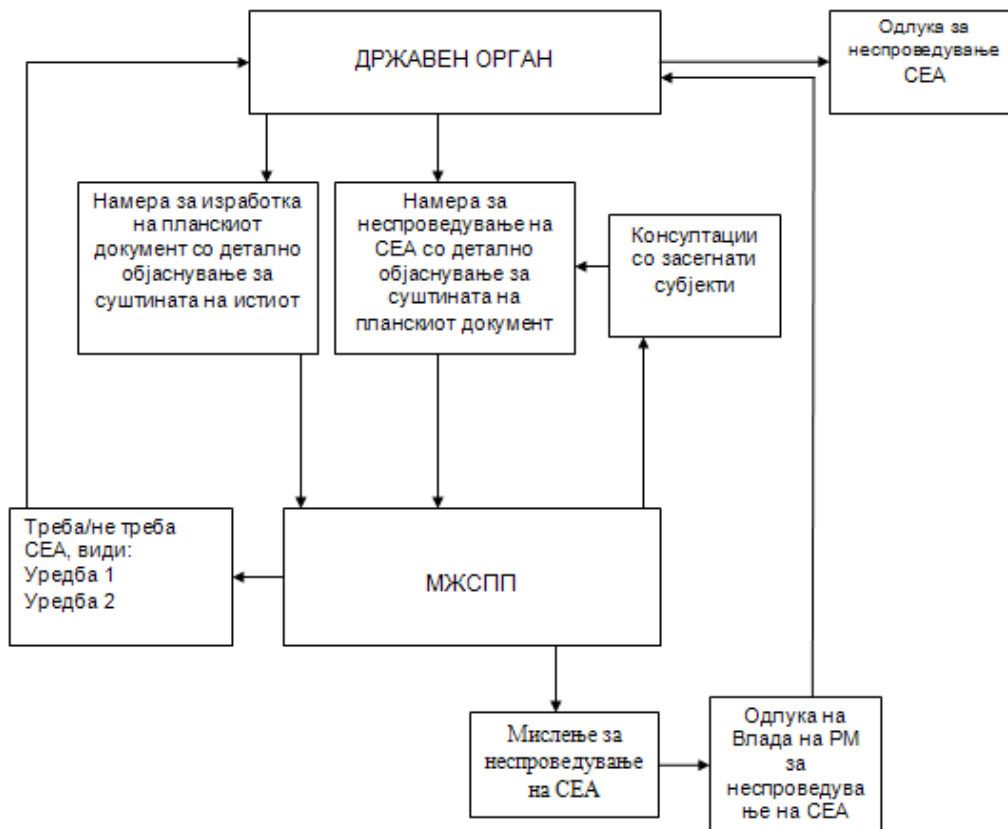 ДРЖАВЕН ОРГАН
Одлука за
неспроведување
СЕА
Намера за изработка
на планскиот
документ со детално
објаснување за
суштината на истиот
Намера за
неспроведување на
СЕА со детално
објаснување за
суштината на
планскиот документ
Консултации
со засегнати
субјекти
Треба/не треба
СЕА, види:
Уредба 1
Уредба 2
МЖСПП
Мислење за
неспроведување
на СЕА
Одлука на
Влада на РМ
за
неспроведува
ње на СЕА